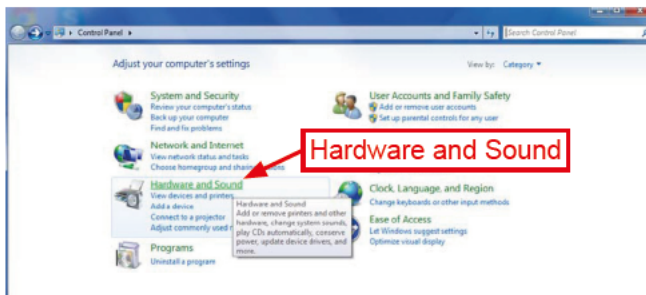 Control Panel
Search Control Panel
Adjust your computer's settings
View by: Category
System and Security
Review your computer's status
Back up your computer
Find and fix problems
Network and Internet
View network status and tasks
Choose homegroup and sharing options
Hardware and Sound
View devices and printers
Add a device
Connect to a projector
Adjust commonly used
Programs
Uninstall a program
User Accounts and Family Safety
Add or remove user accounts
Set up parental controls for any user
Hardware and Sound
Clock, Language, and Region
Change keyboards or other input methods
Ease of Access
Let Windows suggest settings
Optimize visual display
Hardware and Sound
Add or remove printers and other
hardware, change system sounds,
play CDs automatically, conserve
power, update device drivers, and
more.